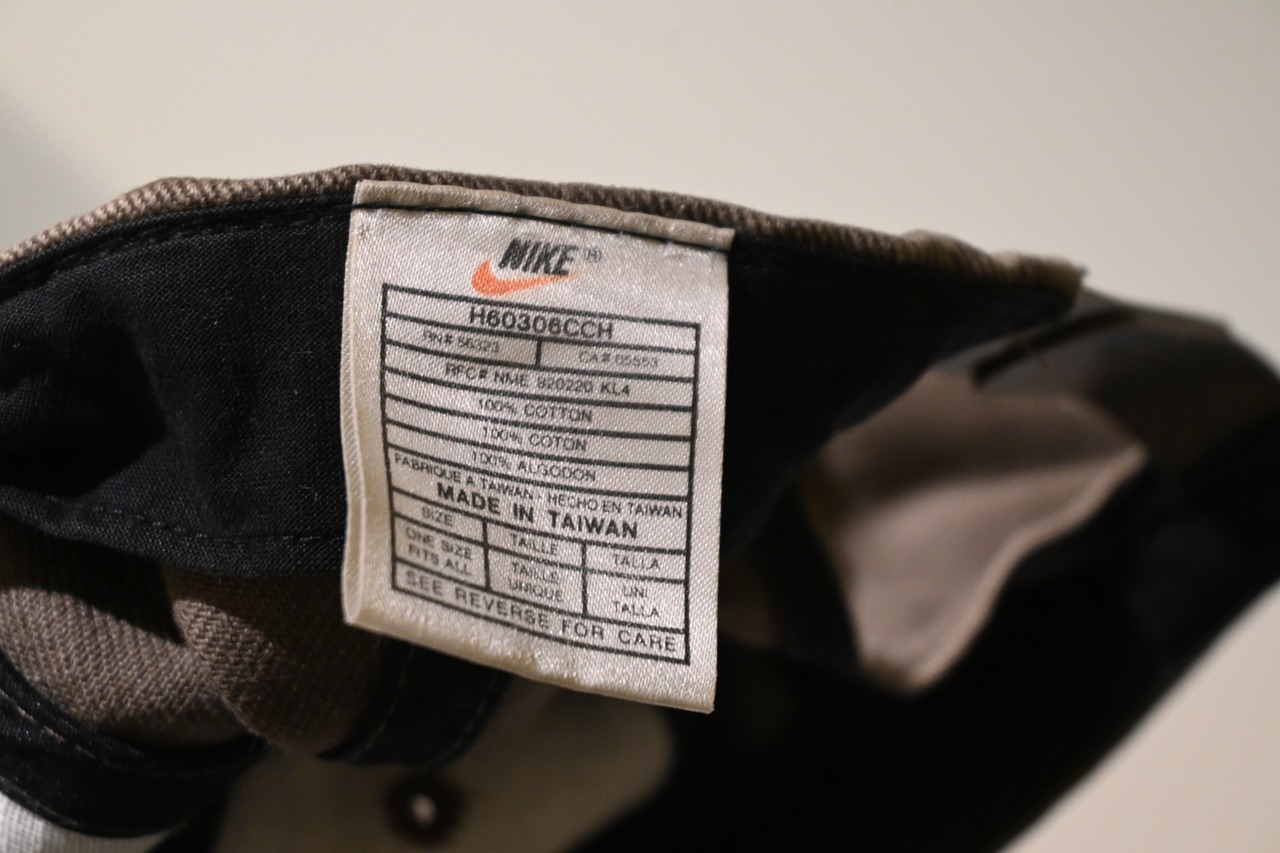 NIKE®
H60306CCH
RN# 56323 CA# 05553
RFC# NME 920220 KL4
100% COTTON
100% COTON
100% ALGODON
FABRIQUE A TAIWAN · HECHO EN TAIWAN
MADE IN TAIWAN
SIZE TAILLE TALLA
ONE SIZE FITS ALL TAILLE UNIQUE UNI TALLA
SEE REVERSE FOR CARE